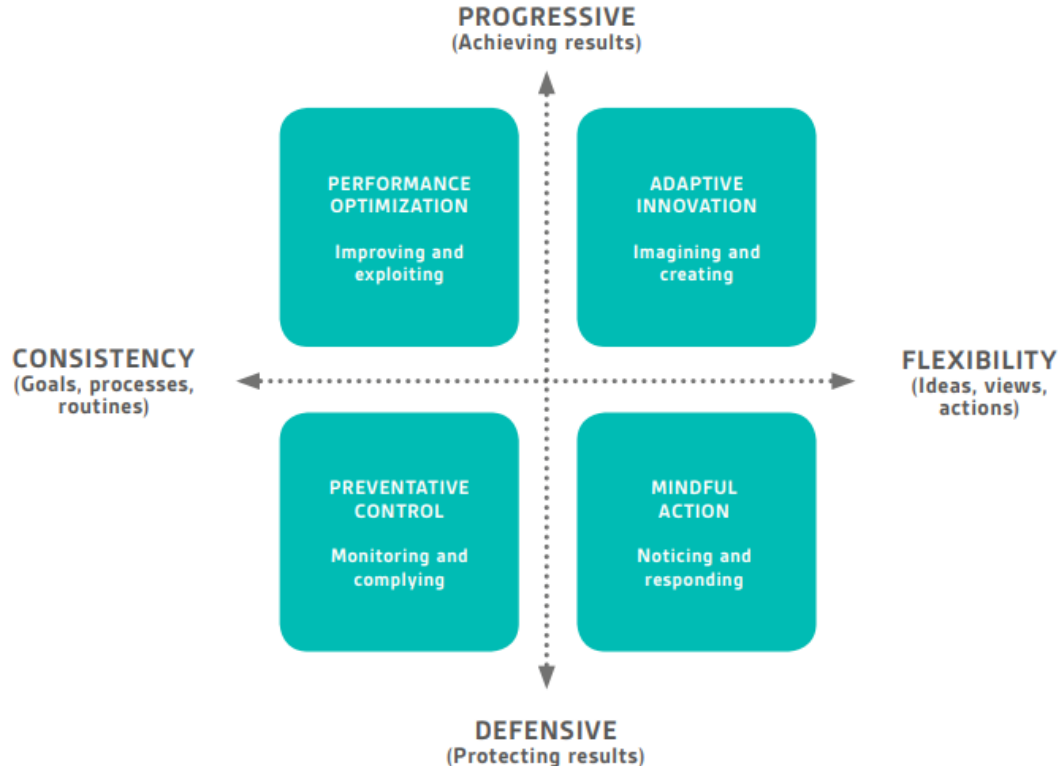 PROGRESSIVE
(Achieving results)
PERFORMANCE
OPTIMIZATION
Improving and
exploiting
ADAPTIVE
INNOVATION
Imagining and
creating
CONSISTENCY
(Goals, processes,
routines)
FLEXIBILITY
(Ideas, views,
actions)
PREVENTATIVE
CONTROL
Monitoring and
complying
MINDFUL
ACTION
Noticing and
responding
DEFENSIVE
(Protecting results)